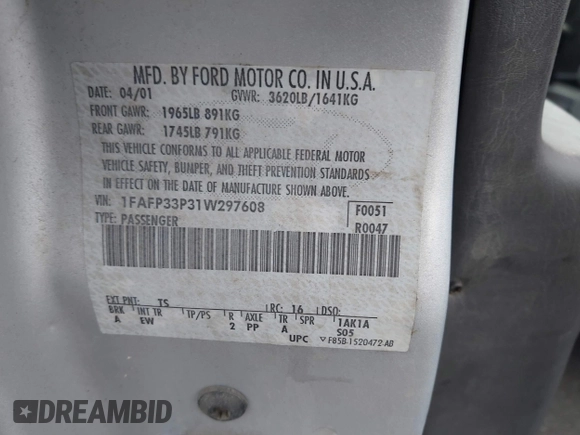 MFD. BY FORD MOTOR CO. IN U.S.A.
DATE: 04/01 GVWR: 3620LB/1641KG
FRONT GAWR: 1965LB 891KG
REAR GAWR: 1745LB 791KG
THIS VEHICLE CONFORMS TO ALL APPLICABLE FEDERAL MOTOR
VEHICLE SAFETY, BUMPER, AND THEFT PREVENTION STANDARDS
IN EFFECT ON THE DATE OF MANUFACTURE SHOWN ABOVE.
VIN: 1FAFP33P31W297608 F0051
TYPE: PASSENGER R0047
EXT PNT: TS RC: 16 DSO:
BRK INT TR TP/PS R AXLE TR SPR 1AK1A
A EW 2 PP A S05
UPC ▽F85B-1520472-AB
DREAMBID